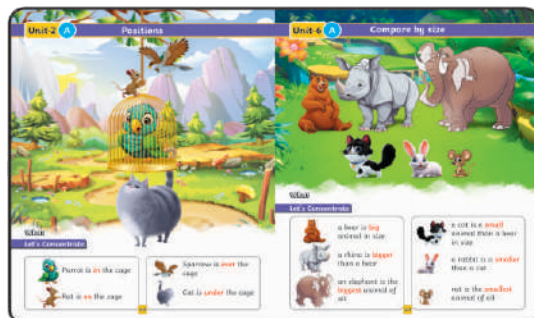 Unit-2 A Positions
What
Let's Concentrate
Parrot is in the cage
Rat is on the cage
Sparrow is over the
cage
Cat is under the cage
Unit-6 A Compare by size
What
Let's Concentrate
a bear is big
animal in size
a rhino is bigger
than a bear
an elephant is the
biggest animal of
all
a cat is a small
animal than a bear
in size
a rabbit is a smaller
than a cat
rat is the smallest
animal of all